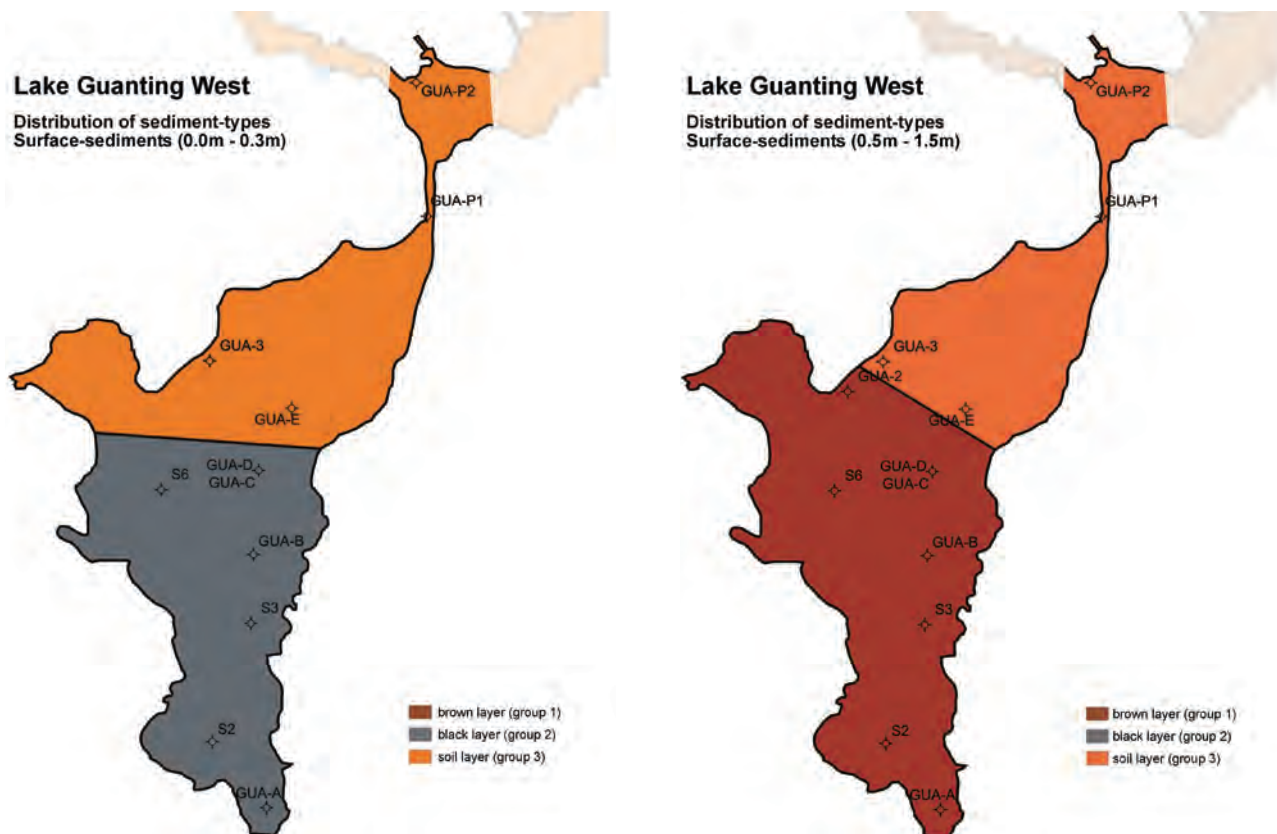 Lake Guanting West
Distribution of sediment-types
Surface-sediments (0.0m - 0.3m)
GUA-P2
GUA-P1
GUA-3
GUA-E
GUA-D
S6
GUA-C
GUA-B
S3
S2
GUA-A
brown layer (group 1)
black layer (group 2)
soil layer (group 3)
Lake Guanting West
Distribution of sediment-types
Surface-sediments (0.5m - 1.5m)
GUA-P2
GUA-P1
GUA-3
GUA-2
GUA-E
GUA-D
S6
GUA-C
GUA-B
S3
S2
GUA-A
brown layer (group 1)
black layer (group 2)
soil layer (group 3)